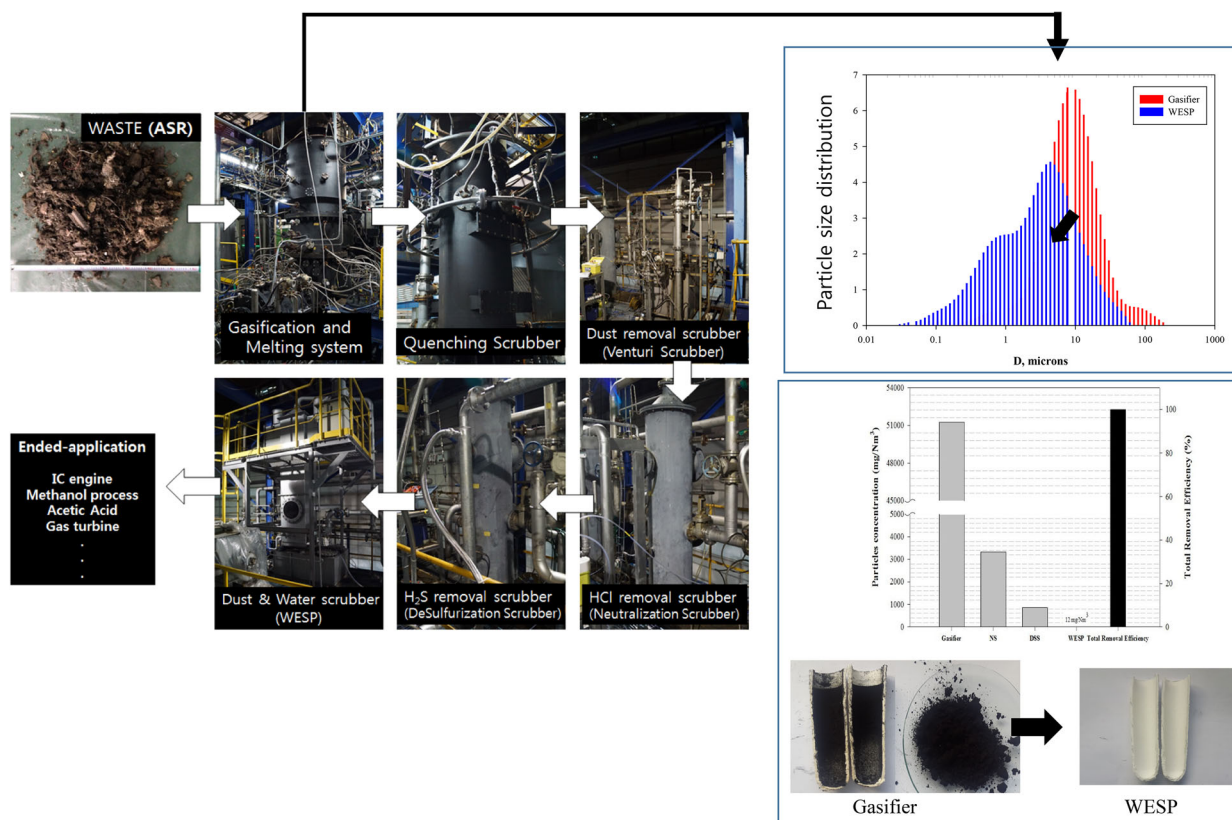 WASTE (ASR)
Gasification and
Melting system
Quenching Scrubber
Dust removal scrubber
(Venturi Scrubber)
Ended-application
IC engine
Methanol process
Acetic Acid
Gas turbine
.
.
.
Dust & Water scrubber
(WESP)
H₂S removal scrubber
(DeSulfurization Scrubber)
HCl removal scrubber
(Neutralization Scrubber)
Particle size distribution
7
6
5
4
3
2
1
0
0.01
0.1
1
10
100
1000
D, microns
Gasifier
WESP
Particles concentration (mg/Nm³)
54000
51000
48000
45000
5000
4000
3000
2000
1000
0
Total Removal Efficiency (%)
100
80
60
40
20
0
12 mg/Nm³
Gasifier
NS
DSS
WESP
Total Removal Efficiency
Gasifier
WESP